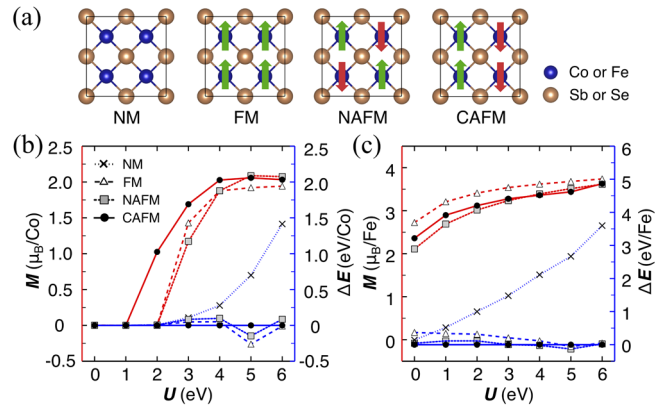 (a)
NM
FM
NAFM
CAFM
Co or Fe
Sb or Se
(b)
M (μB/Co)
2.5
2.0
1.5
1.0
0.5
0
-0.5
NM
FM
NAFM
CAFM
2.5
2.0
1.5
1.0
0.5
0
-0.5
ΔE (eV/Co)
0 1 2 3 4 5 6
U (eV)
(c)
M (μB/Fe)
4
3
2
1
0
6
5
4
3
2
1
0
ΔE (eV/Fe)
0 1 2 3 4 5 6
U (eV)